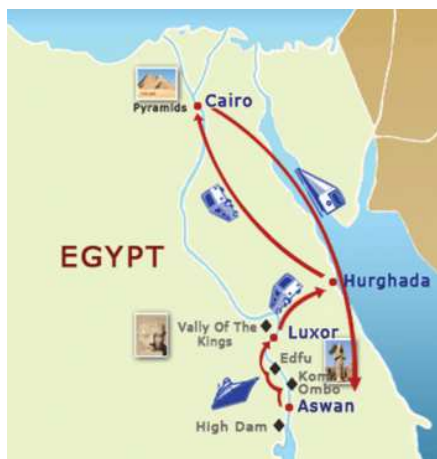 Cairo
Pyramids
EGYPT
Hurghada
Vally Of The
Kings
Luxor
Edfu
Kom
Ombo
Aswan
High Dam